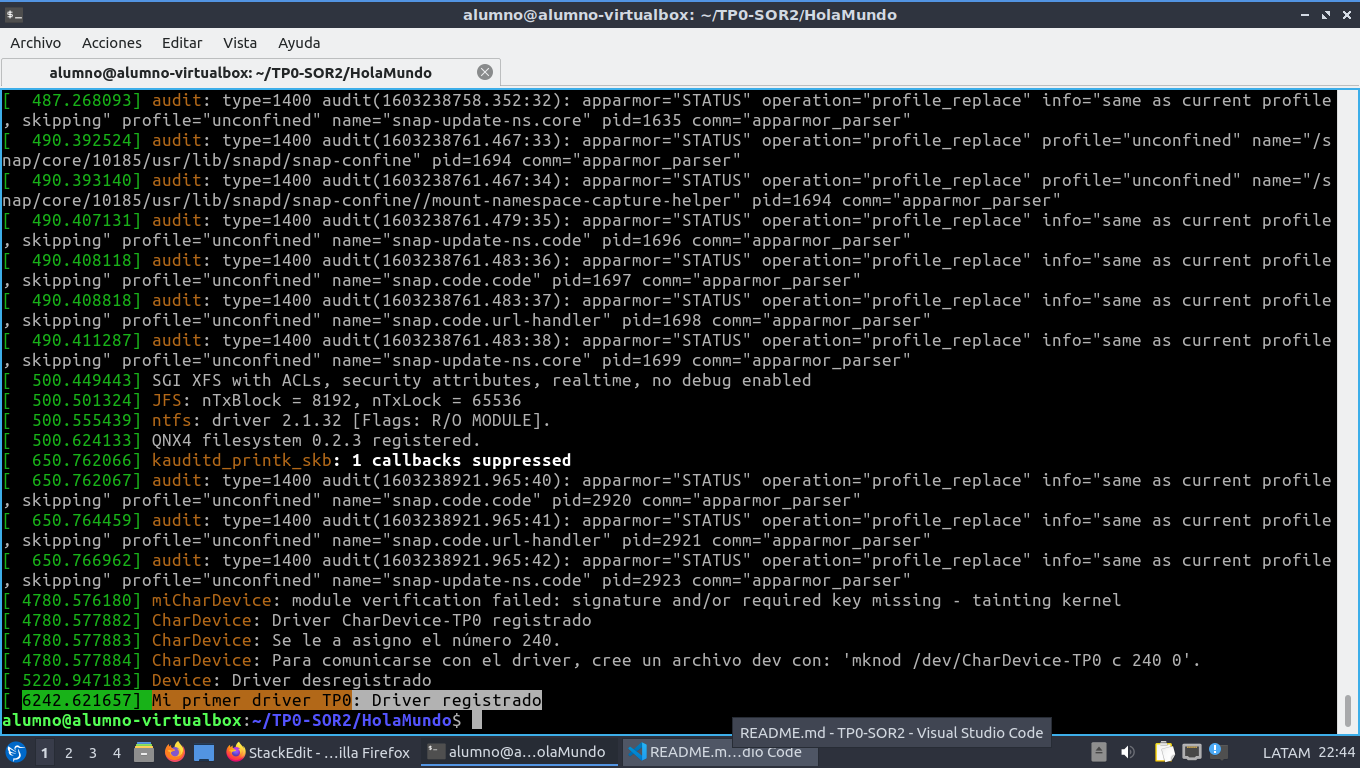 alumno@alumno-virtualbox: ~/TP0-SOR2/HolaMundo
Archivo Acciones Editar Vista Ayuda
alumno@alumno-virtualbox: ~/TP0-SOR2/HolaMundo
[  487.268093] audit: type=1400 audit(1603238758.352:32): apparmor="STATUS" operation="profile_replace" info="same as current profile
, skipping" profile="unconfined" name="snap-update-ns.core" pid=1635 comm="apparmor_parser"
[  490.392524] audit: type=1400 audit(1603238761.467:33): apparmor="STATUS" operation="profile_replace" profile="unconfined" name="/s
nap/core/10185/usr/lib/snapd/snap-confine" pid=1694 comm="apparmor_parser"
[  490.393140] audit: type=1400 audit(1603238761.467:34): apparmor="STATUS" operation="profile_replace" profile="unconfined" name="/s
nap/core/10185/usr/lib/snapd/snap-confine//mount-namespace-capture-helper" pid=1694 comm="apparmor_parser"
[  490.407131] audit: type=1400 audit(1603238761.479:35): apparmor="STATUS" operation="profile_replace" info="same as current profile
, skipping" profile="unconfined" name="snap-update-ns.code" pid=1696 comm="apparmor_parser"
[  490.408118] audit: type=1400 audit(1603238761.483:36): apparmor="STATUS" operation="profile_replace" info="same as current profile
, skipping" profile="unconfined" name="snap.code.code" pid=1697 comm="apparmor_parser"
[  490.408818] audit: type=1400 audit(1603238761.483:37): apparmor="STATUS" operation="profile_replace" info="same as current profile
, skipping" profile="unconfined" name="snap.code.url-handler" pid=1698 comm="apparmor_parser"
[  490.411287] audit: type=1400 audit(1603238761.483:38): apparmor="STATUS" operation="profile_replace" info="same as current profile
, skipping" profile="unconfined" name="snap-update-ns.core" pid=1699 comm="apparmor_parser"
[  500.449443] SGI XFS with ACLs, security attributes, realtime, no debug enabled
[  500.501324] JFS: nTxBlock = 8192, nTxLock = 65536
[  500.555439] ntfs: driver 2.1.32 [Flags: R/O MODULE].
[  500.624133] QNX4 filesystem 0.2.3 registered.
[  650.762066] kauditd_printk_skb: 1 callbacks suppressed
[  650.762067] audit: type=1400 audit(1603238921.965:40): apparmor="STATUS" operation="profile_replace" info="same as current profile
, skipping" profile="unconfined" name="snap.code.code" pid=2920 comm="apparmor_parser"
[  650.764459] audit: type=1400 audit(1603238921.965:41): apparmor="STATUS" operation="profile_replace" info="same as current profile
, skipping" profile="unconfined" name="snap.code.url-handler" pid=2921 comm="apparmor_parser"
[  650.766962] audit: type=1400 audit(1603238921.965:42): apparmor="STATUS" operation="profile_replace" info="same as current profile
, skipping" profile="unconfined" name="snap-update-ns.code" pid=2923 comm="apparmor_parser"
[ 4780.576180] miCharDevice: module verification failed: signature and/or required key missing - tainting kernel
[ 4780.577882] CharDevice: Driver CharDevice-TP0 registrado
[ 4780.577883] CharDevice: Se le a asigno el número 240.
[ 4780.577884] CharDevice: Para comunicarse con el driver, cree un archivo dev con: 'mknod /dev/CharDevice-TP0 c 240 0'.
[ 5220.947183] Device: Driver desregistrado
[ 6242.621657] Mi primer driver TP0: Driver registrado
alumno@alumno-virtualbox:~/TP0-SOR2/HolaMundo$
README.md - TP0-SOR2 - Visual Studio Code
1 2 3 4 StackEdit - …illa Firefox alumno@a…olaMundo README.m…dio Code LATAM 22:44